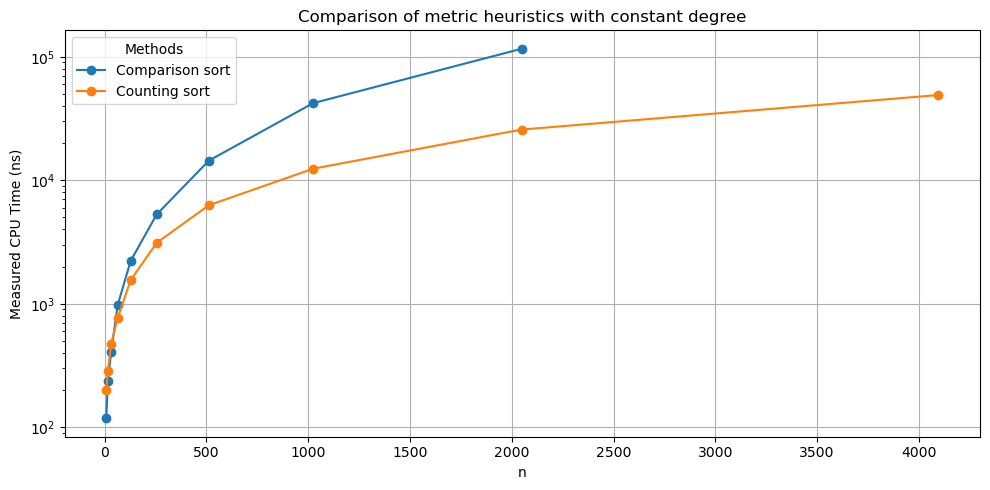 Comparison of metric heuristics with constant degree
Methods
Comparison sort
Counting sort
Measured CPU Time (ns)
10⁵
10⁴
10³
10²
0 500 1000 1500 2000 2500 3000 3500 4000
n